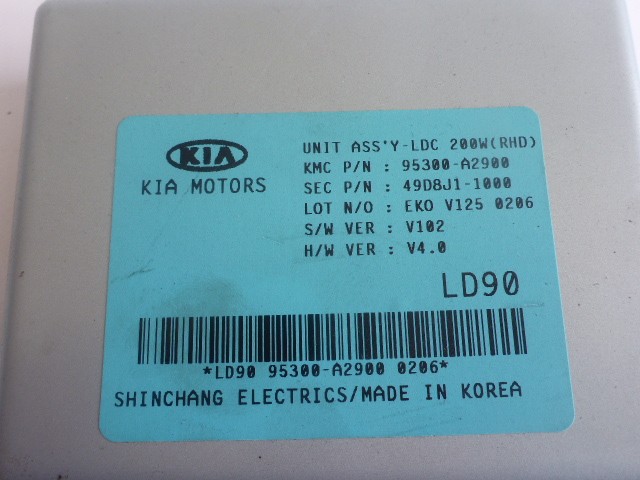 KIA
KIA MOTORS
UNIT ASS'Y-LDC 200W(RHD)
KMC P/N : 95300-A2900
SEC P/N : 49D8J1-1000
LOT N/O : EKO V125 0206
S/W VER : V102
H/W VER : V4.0
LD90
*LD90 95300-A2900 0206*
SHINCHANG ELECTRICS/MADE IN KOREA